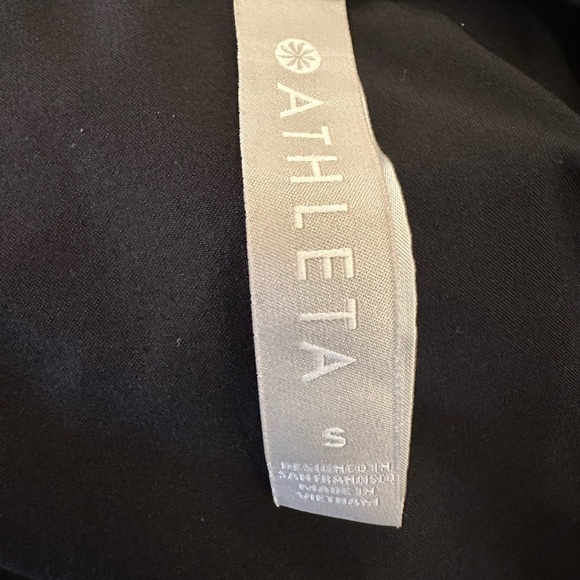 ATHLETA
S
DESIGNED IN
SAN FRANCISCO
MADE IN
VIETNAM